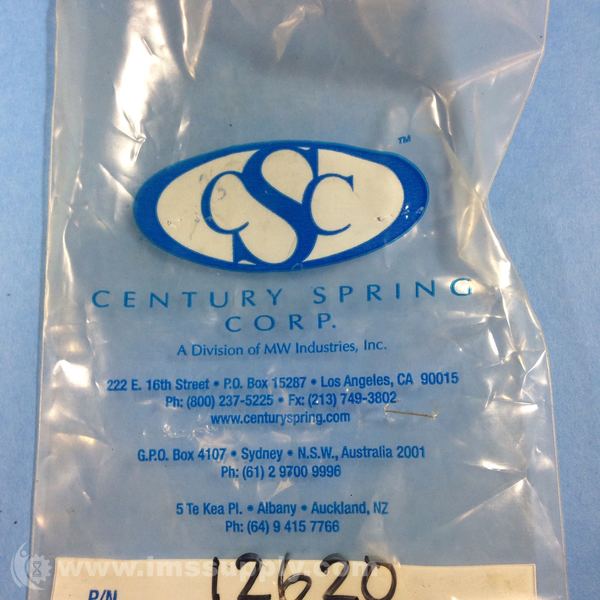 CSC™
CENTURY SPRING
CORP.
A Division of MW Industries, Inc.
222 E. 16th Street • P.O. Box 15287 • Los Angeles, CA 90015
Ph: (800) 237-5225 • Fx: (213) 749-3802
www.centuryspring.com
G.P.O. Box 4107 • Sydney • N.S.W., Australia 2001
Ph: (61) 2 9700 9996
5 Te Kea Pl. • Albany • Auckland, NZ
Ph: (64) 9 415 7766
www.imssupply.com
P/N 12620